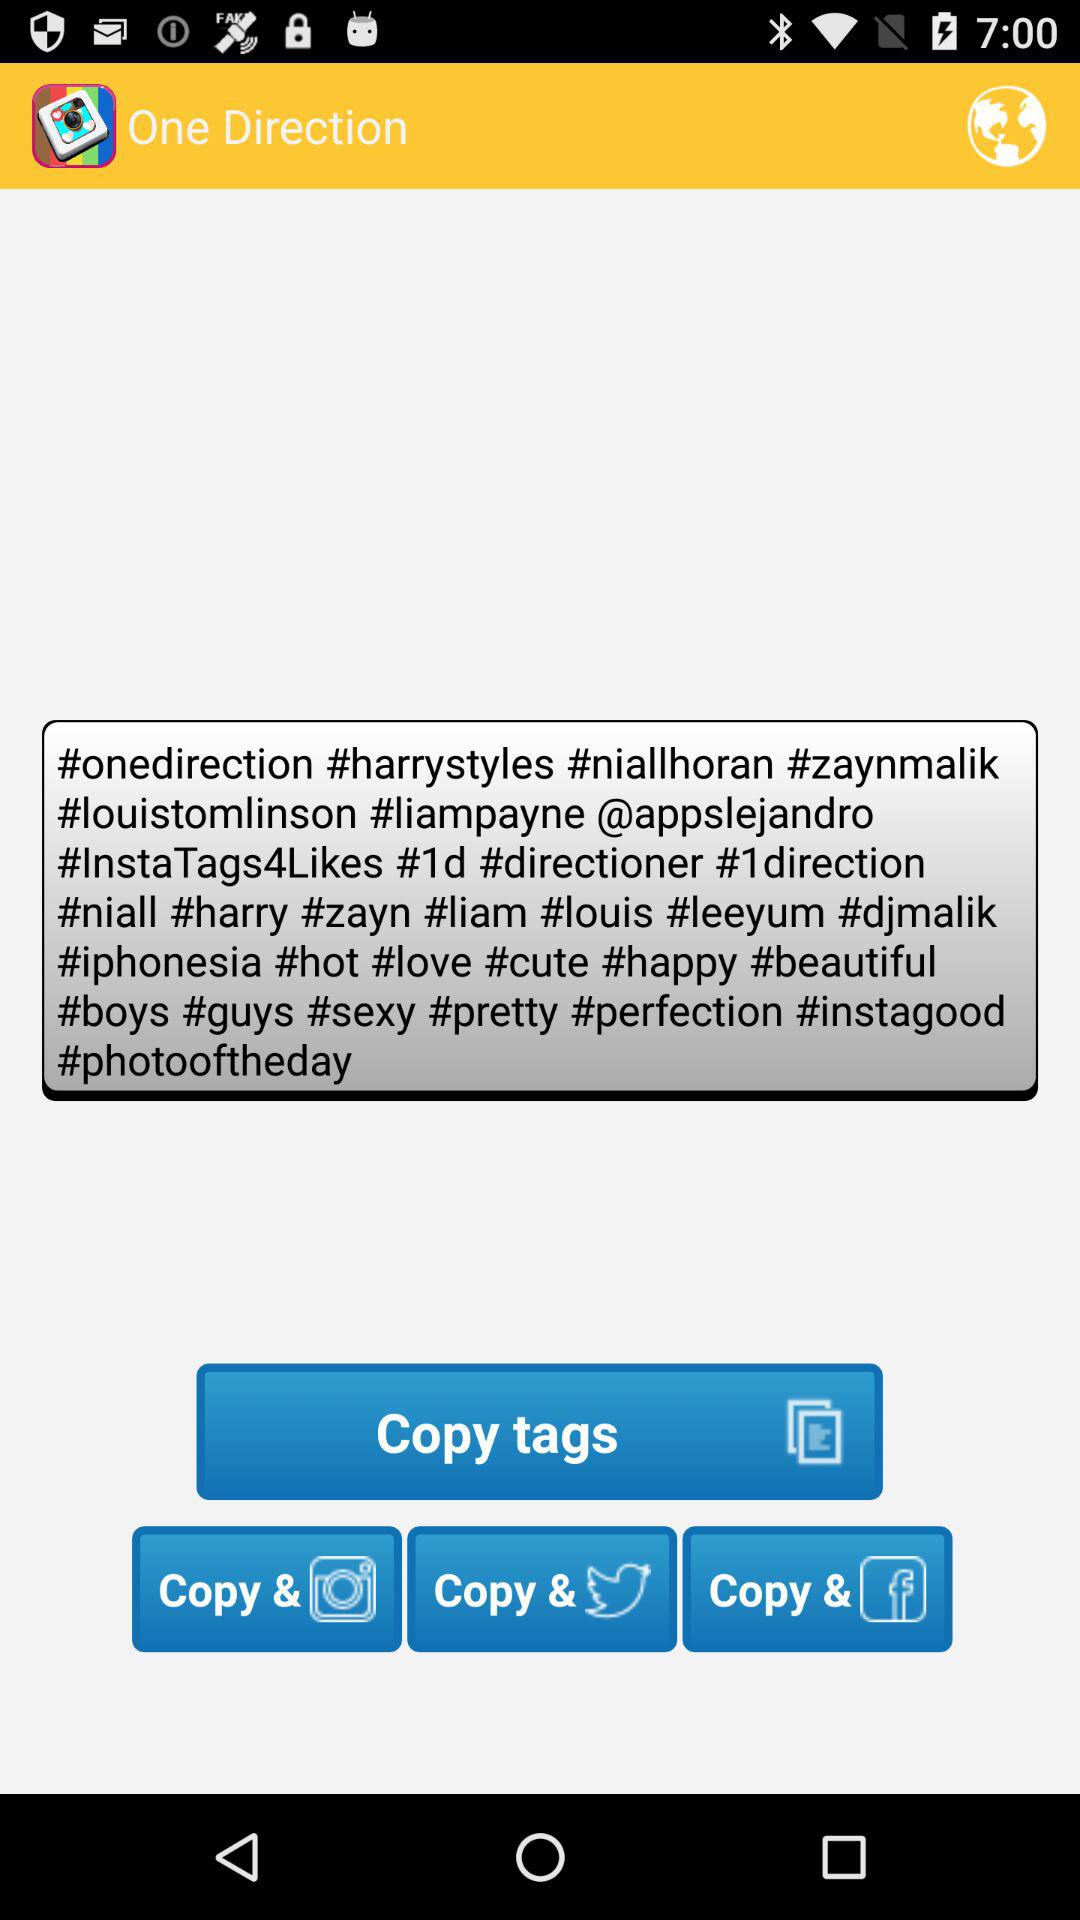 FAKE
7:00
One Direction
#onedirection #harrystyles #niallhoran #zaynmalik
#louistomlinson #liampayne @appslejandro
#InstaTags4Likes #1d #directioner #1direction
#niall #harry #zayn #liam #louis #leeyum #djmalik
#iphonesia #hot #love #cute #happy #beautiful
#boys #guys #sexy #pretty #perfection #instagood
#photooftheday
Copy tags
Copy &
Copy &
Copy &